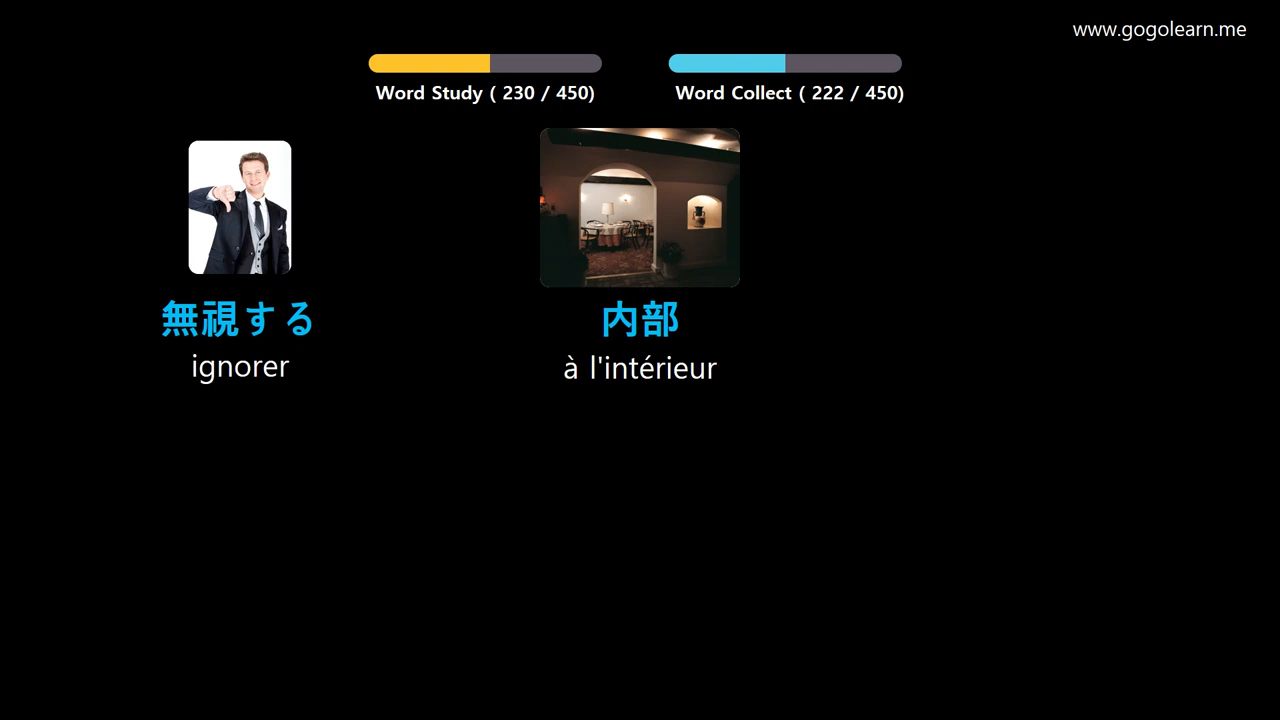 www.gogolearn.me
Word Study ( 230 / 450)
Word Collect ( 222 / 450)
無視する
ignorer
内部
à l'intérieur